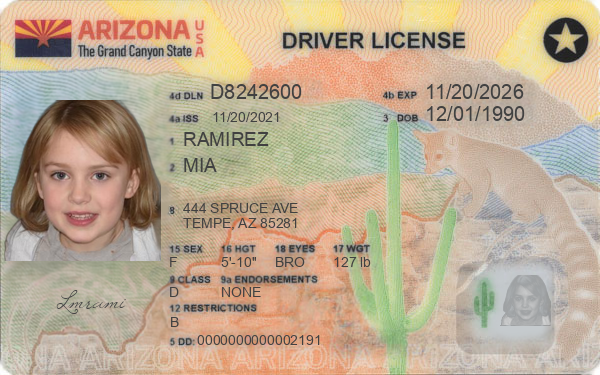 ARIZONA USA
The Grand Canyon State
DRIVER LICENSE
4d DLN D8242600
4b EXP 11/20/2026
4a ISS 11/20/2021
3 DOB 12/01/1990
1 RAMIREZ
2 MIA
8 444 SPRUCE AVE
TEMPE, AZ 85281
15 SEX 16 HGT 18 EYES 17 WGT
F 5'-10" BRO 127 lb
9 CLASS 9a ENDORSEMENTS
D NONE
12 RESTRICTIONS
B
Lmrami
5 DD: 0000000000002191
ONA ARIZONA ARIZONA ARIZONA ARIZONA